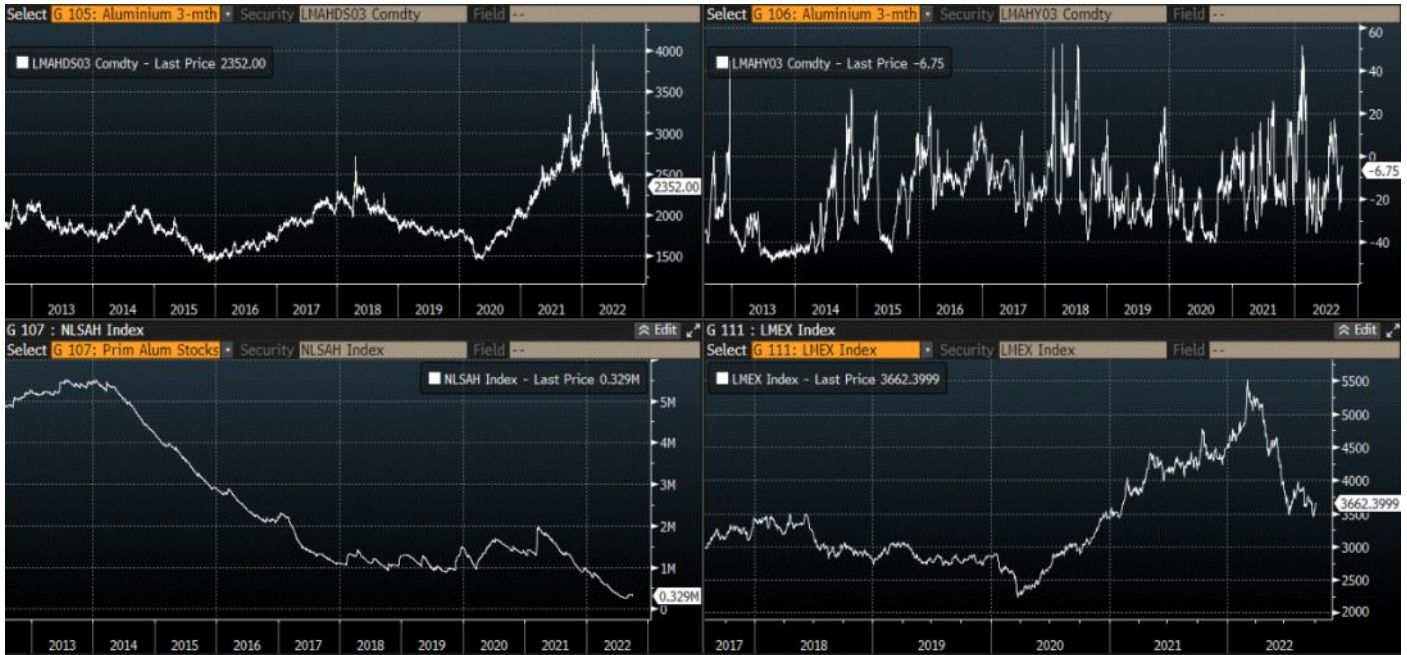 Select G 105: Aluminium 3-mth Security LMAHDS03 Comdty Field --
LMAHDS03 Comdty - Last Price 2352.00
4000
3500
3000
2500
2352.00
2000
1500
2013 2014 2015 2016 2017 2018 2019 2020 2021 2022
Select G 106: Aluminium 3-mth Security LMAHY03 Comdty Field --
LMAHY03 Comdty - Last Price -6.75
60
40
20
0
-6.75
-20
-40
2013 2014 2015 2016 2017 2018 2019 2020 2021 2022
G 107 : NLSAH Index Edit
Select G 107: Prim Alum Stocks Security NLSAH Index Field --
NLSAH Index - Last Price 0.329M
5M
4M
3M
2M
1M
0.329M
0
2013 2014 2015 2016 2017 2018 2019 2020 2021 2022
G 111 : LMEX Index Edit
Select G 111: LMEX Index Security LMEX Index Field --
LMEX Index - Last Price 3662.3999
5500
5000
4500
4000
3662.3999
3500
3000
2500
2000
2017 2018 2019 2020 2021 2022